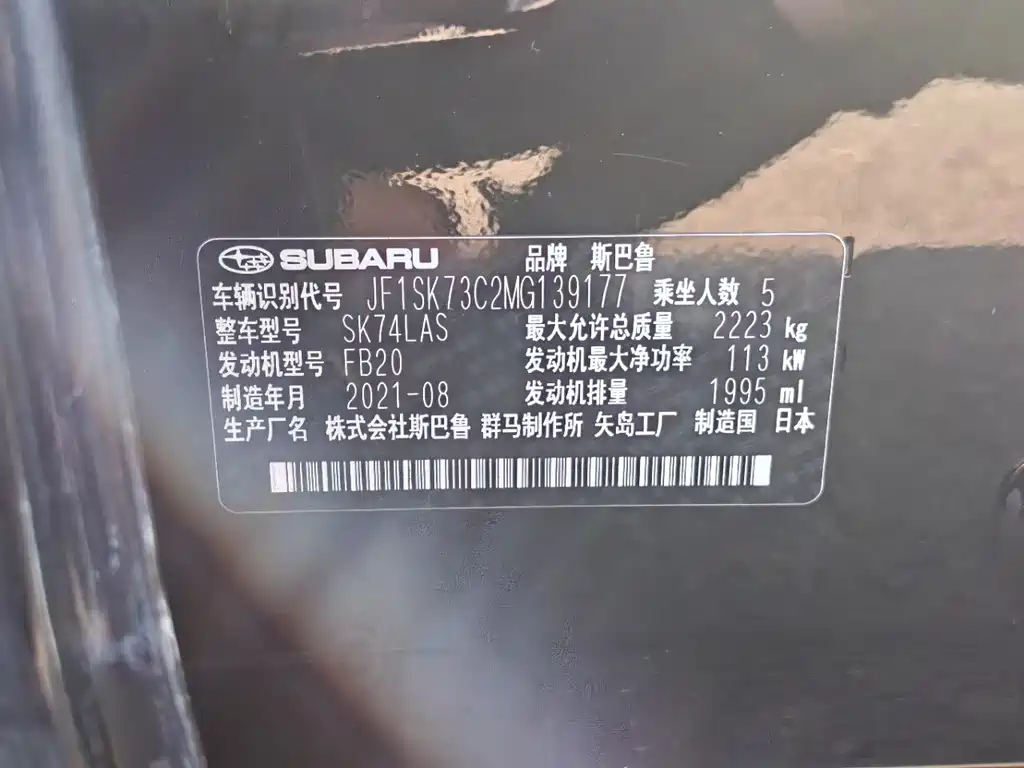 SUBARU 品牌 斯巴鲁
车辆识别代号 JF1SK73C2MG139177 乘坐人数 5
整车型号 SK74LAS 最大允许总质量 2223 kg
发动机型号 FB20 发动机最大净功率 113 kW
制造年月 2021-08 发动机排量 1995 ml
生产厂名 株式会社斯巴鲁 群马制作所 矢岛工厂 制造国 日本